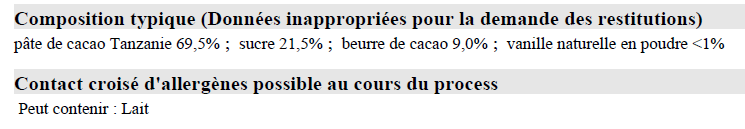 Composition typique (Données inappropriées pour la demande des restitutions)
pâte de cacao Tanzanie 69,5% ; sucre 21,5% ; beurre de cacao 9,0% ; vanille naturelle en poudre <1%
Contact croisé d'allergènes possible au cours du process
Peut contenir : Lait